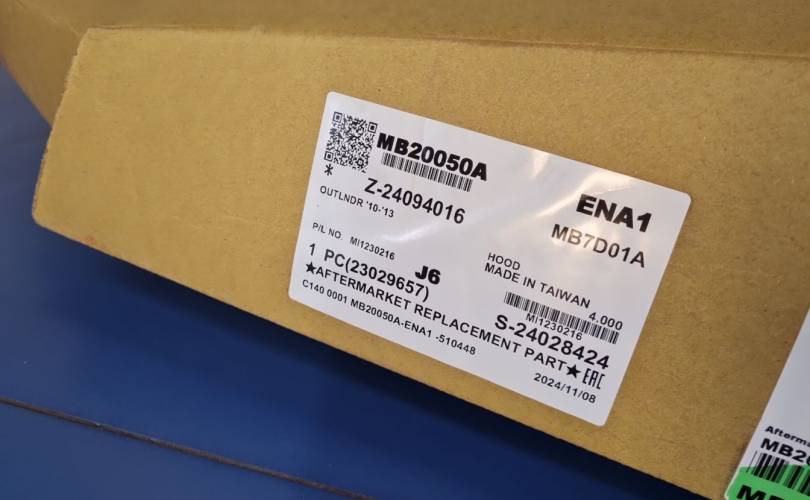 MB20050A
*
Z-24094016
OUTLNDR '10-'13
ENA1
MB7D01A
P/L NO. MI1230216
J6
HOOD
MADE IN TAIWAN
1 PC(23029657)
4.000
MI1230216
★AFTERMARKET REPLACEMENT PART★
S-24028424
C140 0001 MB20050A-ENA1 -510448
EAC
2024/11/08